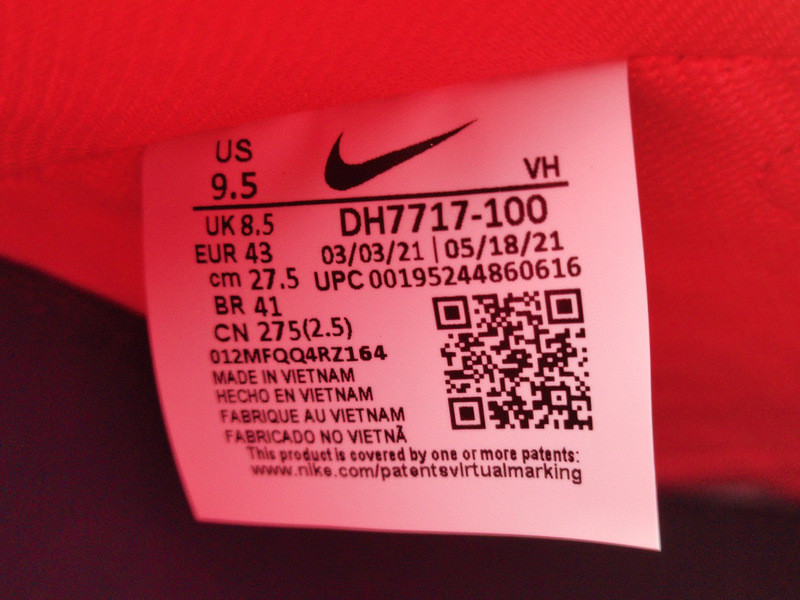 US
9.5
VH
UK 8.5
DH7717-100
EUR 43
03/03/21 | 05/18/21
cm 27.5
UPC 00195244860616
BR 41
CN 275(2.5)
012MFQQ4RZ164
MADE IN VIETNAM
HECHO EN VIETNAM
FABRIQUE AU VIETNAM
FABRICADO NO VIETNÃ
This product is covered by one or more patents:
www.nike.com/patentsvirtualmarking